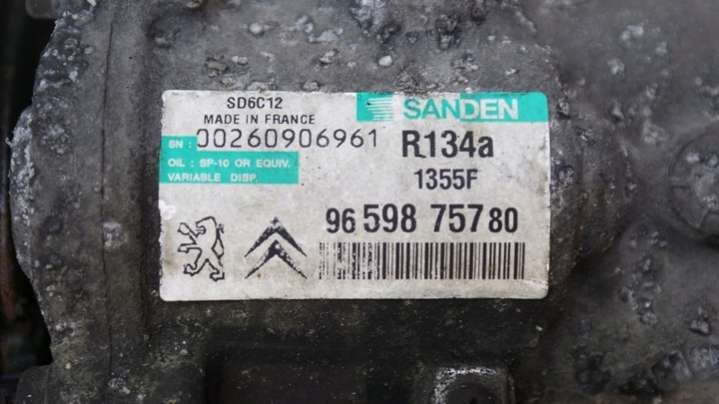 SD6C12
SANDEN
MADE IN FRANCE
SN : 00260906961
R134a
OIL : SP-10 OR EQUIV.
VARIABLE DISP.
1355F
96 598 757 80